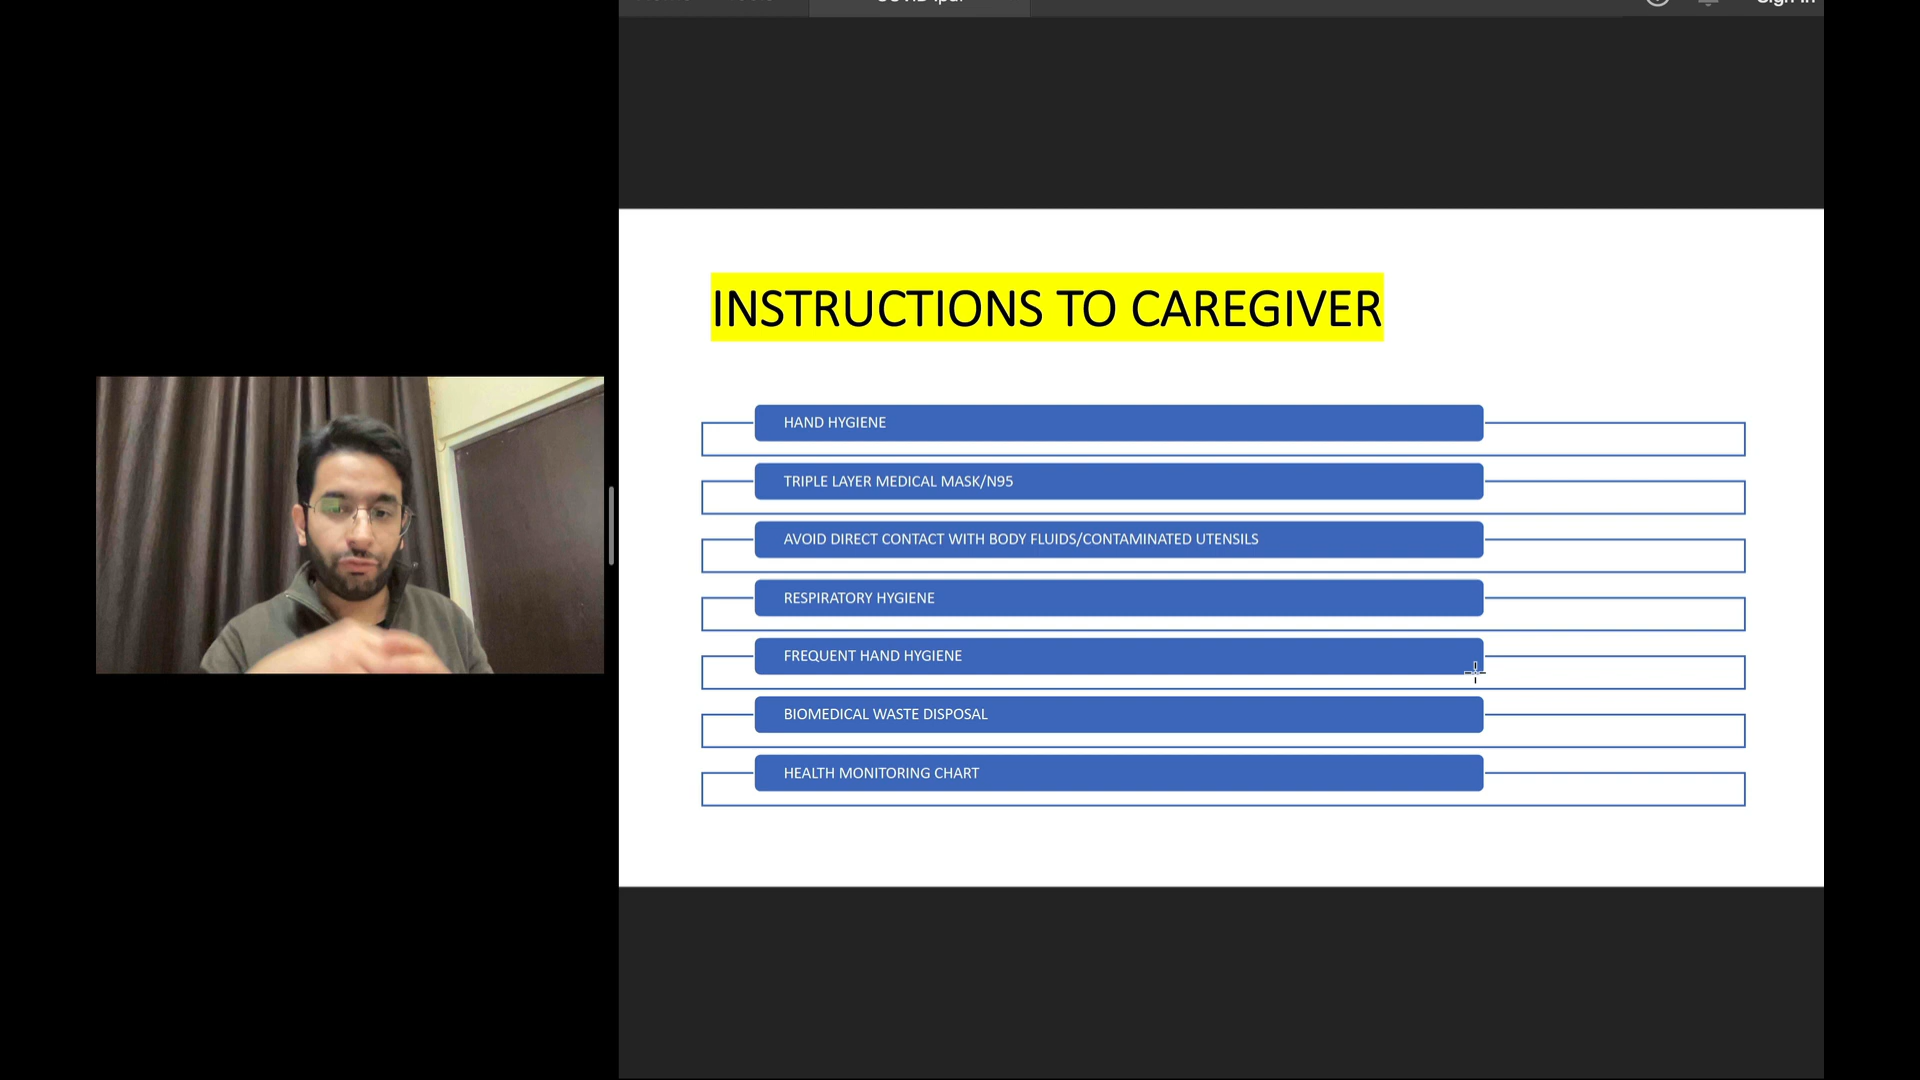 INSTRUCTIONS TO CAREGIVER
HAND HYGIENE
TRIPLE LAYER MEDICAL MASK/N95
AVOID DIRECT CONTACT WITH BODY FLUIDS/CONTAMINATED UTENSILS
RESPIRATORY HYGIENE
FREQUENT HAND HYGIENE
BIOMEDICAL WASTE DISPOSAL
HEALTH MONITORING CHART